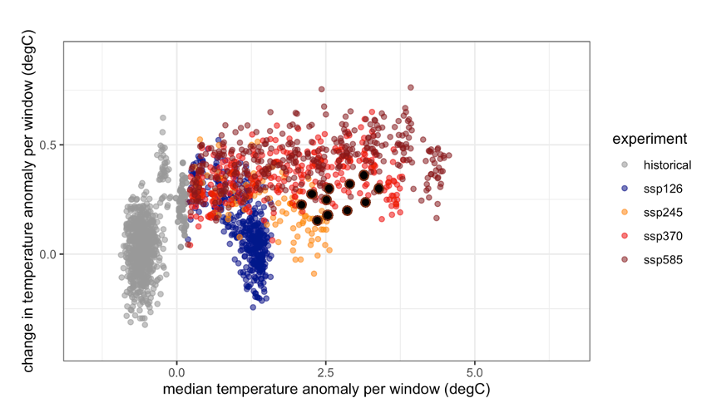 change in temperature anomaly per window (degC)
0.5
0.0
0.0
2.5
5.0
median temperature anomaly per window (degC)
experiment
historical
ssp126
ssp245
ssp370
ssp585